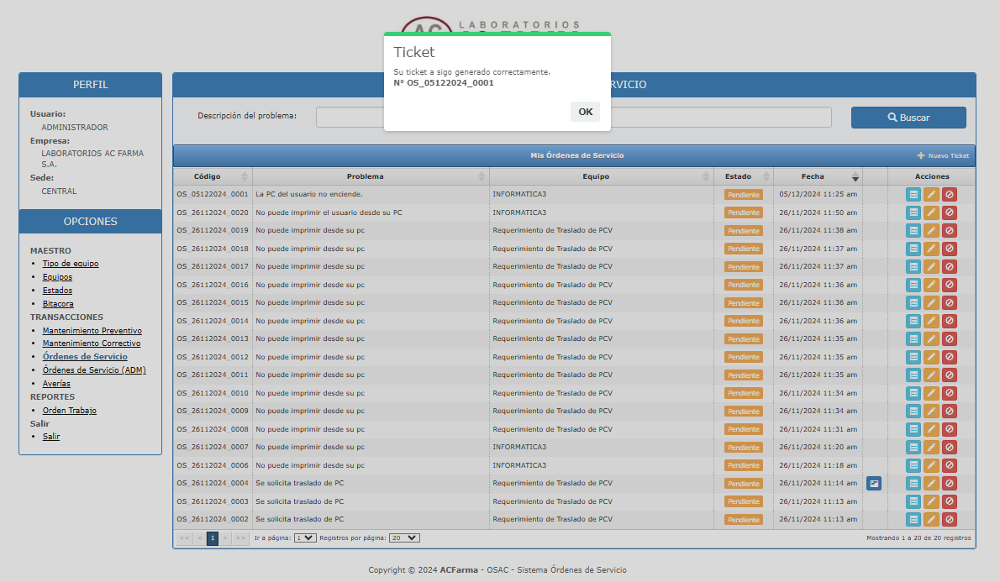 LABORATORIOS
Ticket
Su ticket a sigo generado correctamente.
N° OS_05122024_0001
OK
PERFIL
Usuario:
ADMINISTRADOR
Empresa:
LABORATORIOS AC FARMA
S.A.
Sede:
CENTRAL
OPCIONES
MAESTRO
Tipo de equipo
Equipos
Estados
Bitacora
TRANSACCIONES
Mantenimiento Preventivo
Mantenimiento Correctivo
Órdenes de Servicio
Órdenes de Servicio (ADM)
Averías
REPORTES
Orden Trabajo
Salir
Salir
RVICIO
Descripción del problema:
Buscar
Mis Órdenes de Servicio Nuevo Ticket
Código Problema Equipo Estado Fecha Acciones
OS_05122024_0001 La PC del usuario no enciende. INFORMATICA3 Pendiente 05/12/2024 11:25 am
OS_26112024_0020 No puede imprimir el usuario desde su PC INFORMATICA3 Pendiente 26/11/2024 11:50 am
OS_26112024_0019 No puede imprimir desde su pc Requerimiento de Traslado de PCV Pendiente 26/11/2024 11:38 am
OS_26112024_0018 No puede imprimir desde su pc Requerimiento de Traslado de PCV Pendiente 26/11/2024 11:37 am
OS_26112024_0017 No puede imprimir desde su pc Requerimiento de Traslado de PCV Pendiente 26/11/2024 11:37 am
OS_26112024_0016 No puede imprimir desde su pc Requerimiento de Traslado de PCV Pendiente 26/11/2024 11:36 am
OS_26112024_0015 No puede imprimir desde su pc Requerimiento de Traslado de PCV Pendiente 26/11/2024 11:36 am
OS_26112024_0014 No puede imprimir desde su pc Requerimiento de Traslado de PCV Pendiente 26/11/2024 11:36 am
OS_26112024_0013 No puede imprimir desde su pc Requerimiento de Traslado de PCV Pendiente 26/11/2024 11:35 am
OS_26112024_0012 No puede imprimir desde su pc Requerimiento de Traslado de PCV Pendiente 26/11/2024 11:35 am
OS_26112024_0011 No puede imprimir desde su pc Requerimiento de Traslado de PCV Pendiente 26/11/2024 11:35 am
OS_26112024_0010 No puede imprimir desde su pc Requerimiento de Traslado de PCV Pendiente 26/11/2024 11:34 am
OS_26112024_0009 No puede imprimir desde su pc Requerimiento de Traslado de PCV Pendiente 26/11/2024 11:34 am
OS_26112024_0008 No puede imprimir desde su pc Requerimiento de Traslado de PCV Pendiente 26/11/2024 11:31 am
OS_26112024_0007 No puede imprimir desde su pc INFORMATICA3 Pendiente 26/11/2024 11:20 am
OS_26112024_0006 No puede imprimir desde su pc INFORMATICA3 Pendiente 26/11/2024 11:18 am
OS_26112024_0004 Se solicita traslado de PC Requerimiento de Traslado de PCV Pendiente 26/11/2024 11:14 am
OS_26112024_0003 Se solicita traslado de PC Requerimiento de Traslado de PCV Pendiente 26/11/2024 11:13 am
OS_26112024_0002 Se solicita traslado de PC Requerimiento de Traslado de PCV Pendiente 26/11/2024 11:13 am
<< < 1 > >> Ir a página: 1 Registros por página: 20 Mostrando 1 a 20 de 20 registros
Copyright © 2024 ACFarma - OSAC - Sistema Órdenes de Servicio